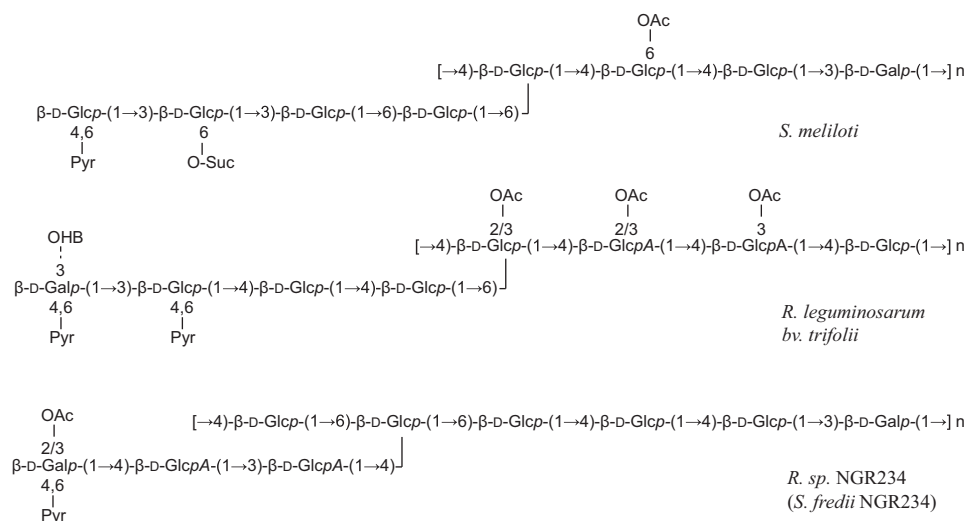 OAc
6
[→4)-β-D-Glcp-(1→4)-β-D-Glcp-(1→4)-β-D-Glcp-(1→3)-β-D-Galp-(1→] n
β-D-Glcp-(1→3)-β-D-Glcp-(1→3)-β-D-Glcp-(1→6)-β-D-Glcp-(1→6)
4,6 6
Pyr O-Suc
S. meliloti
OAc OAc OAc
2/3 2/3 3
[→4)-β-D-Glcp-(1→4)-β-D-GlcpA-(1→4)-β-D-GlcpA-(1→4)-β-D-Glcp-(1→] n
OHB
3
β-D-Galp-(1→3)-β-D-Glcp-(1→4)-β-D-Glcp-(1→4)-β-D-Glcp-(1→6)
4,6 4,6
Pyr Pyr
R. leguminosarum
bv. trifolii
OAc
2/3
[→4)-β-D-Glcp-(1→6)-β-D-Glcp-(1→6)-β-D-Glcp-(1→4)-β-D-Glcp-(1→4)-β-D-Glcp-(1→3)-β-D-Galp-(1→] n
β-D-Galp-(1→4)-β-D-GlcpA-(1→3)-β-D-GlcpA-(1→4)
4,6
Pyr
R. sp. NGR234
(S. fredii NGR234)